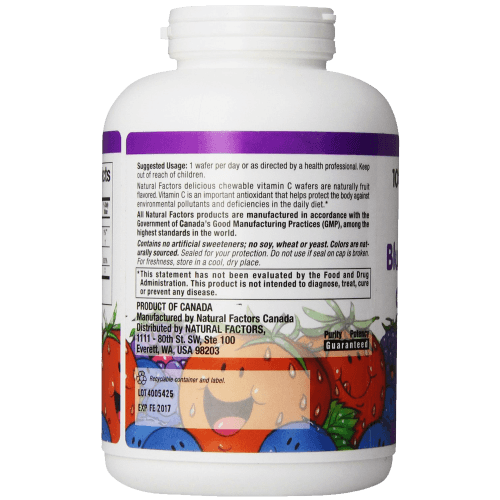 Suggested Usage: 1 wafer per day or as directed by a health professional. Keep
out of reach of children.
Natural Factors delicious chewable vitamin C wafers are naturally fruit
flavored. Vitamin C is an important antioxidant that helps protect the body against
environmental pollutants and deficiencies in the daily diet.*
All Natural Factors products are manufactured in accordance with the
Government of Canada's Good Manufacturing Practices (GMP), among the
highest standards in the world.
Contains no artificial sweeteners; no soy, wheat or yeast. Colors are nat-
urally sourced. Sealed for your protection. Do not use if seal on cap is broken.
For freshness, store in a cool, dry place.
*This statement has not been evaluated by the Food and Drug
Administration. This product is not intended to diagnose, treat, cure
or prevent any disease.
PRODUCT OF CANADA
Manufactured by Natural Factors Canada
Distributed by NATURAL FACTORS,
1111 - 80th St. SW, Ste 100
Everett, WA, USA 98203
Purity Potency
Guaranteed
Recyclable container and label.
LOT4005425
EXP FE 2017
cts
10
Blu